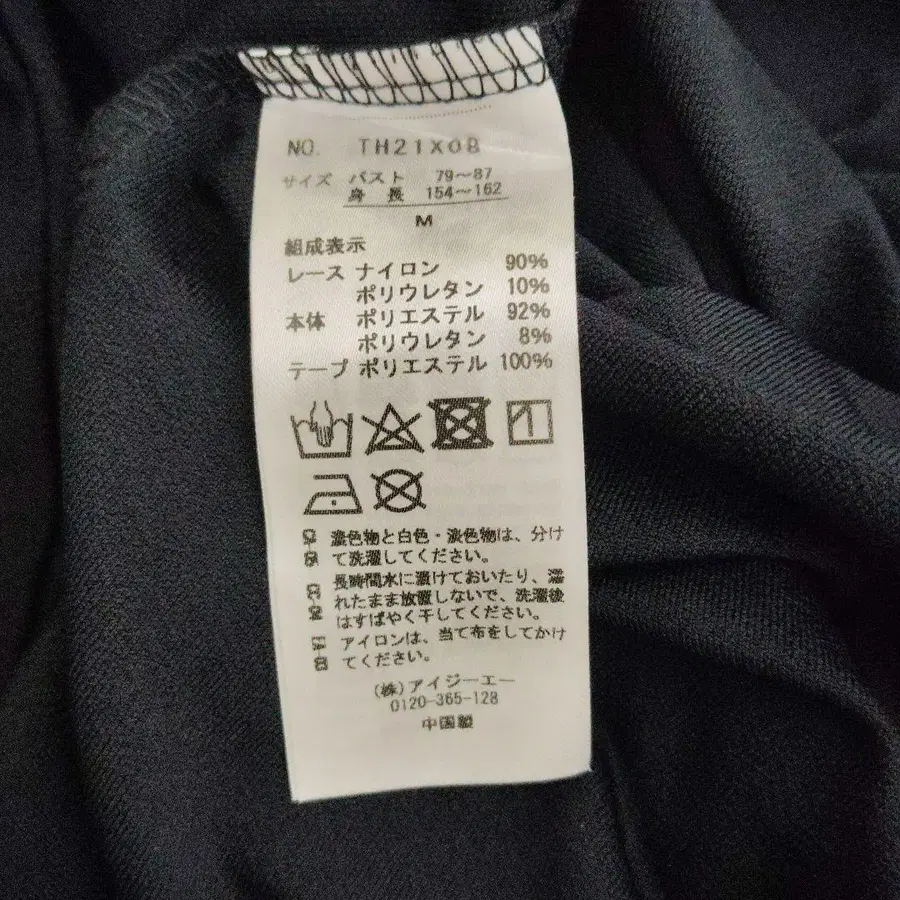 NO. TH21X08
サイズ バスト 79～87
身長 154～162
M
組成表示
レース ナイロン 90%
ポリウレタン 10%
本体 ポリエステル 92%
ポリウレタン 8%
テープ ポリエステル 100%
濃色物と白色・淡色物は、分け
て洗濯してください。
長時間水に漬けておいたり、濡
れたまま放置しないで、洗濯後
はすばやく干してください。
アイロンは、当て布をしてかけ
てください。
(株)アイジーエー
0120-365-128
中国製